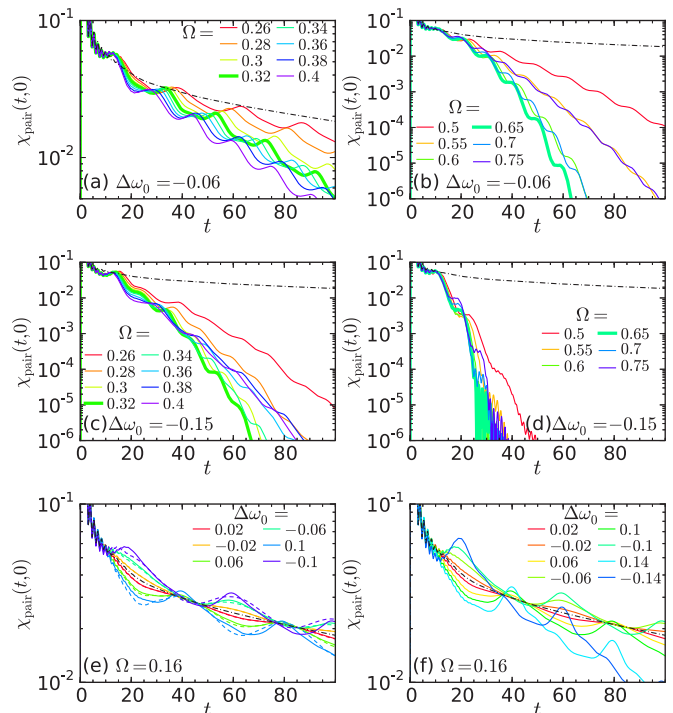 10⁻¹
10⁻²
χpair(t,0)
Ω =
0.26 0.34
0.28 0.36
0.3 0.38
0.32 0.4
(a) Δω₀ = −0.06
0 20 40 60 80
t
10⁻¹
10⁻²
10⁻³
10⁻⁴
10⁻⁵
10⁻⁶
χpair(t,0)
Ω =
0.5 0.65
0.55 0.7
0.6 0.75
(b) Δω₀ = −0.06
0 20 40 60 80
t
10⁻¹
10⁻²
10⁻³
10⁻⁴
10⁻⁵
10⁻⁶
χpair(t,0)
Ω =
0.26 0.34
0.28 0.36
0.3 0.38
0.32 0.4
(c) Δω₀ = −0.15
0 20 40 60 80
t
10⁻¹
10⁻²
10⁻³
10⁻⁴
10⁻⁵
10⁻⁶
χpair(t,0)
Ω =
0.5 0.65
0.55 0.7
0.6 0.75
(d) Δω₀ = −0.15
0 20 40 60 80
t
10⁻¹
10⁻²
χpair(t,0)
Δω₀ =
0.02 −0.06
−0.02 0.1
0.06 −0.1
(e) Ω = 0.16
0 20 40 60 80
t
10⁻¹
10⁻²
χpair(t,0)
Δω₀ =
0.02 0.1
−0.02 −0.1
0.06 0.14
−0.06 −0.14
(f) Ω = 0.16
0 20 40 60 80
t